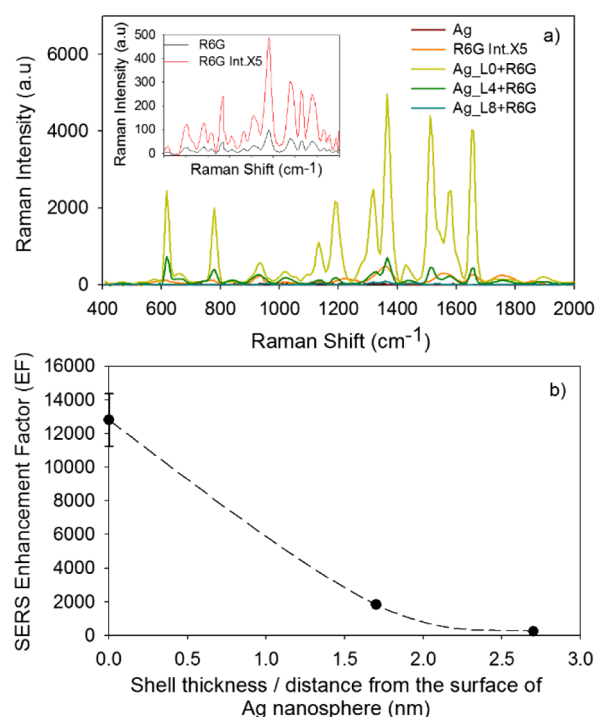 a)
Ag
R6G Int.X5
Ag_L0+R6G
Ag_L4+R6G
Ag_L8+R6G
R6G
R6G Int.X5
Raman Intensity (a.u)
500
400
300
200
100
0
Raman Shift (cm-1)
Raman Intensity (a.u)
6000
4000
2000
0
400 600 800 1000 1200 1400 1600 1800 2000
Raman Shift (cm-1)
b)
SERS Enhancement Factor (EF)
16000
14000
12000
10000
8000
6000
4000
2000
0
0.0 0.5 1.0 1.5 2.0 2.5 3.0
Shell thickness / distance from the surface of
Ag nanosphere (nm)